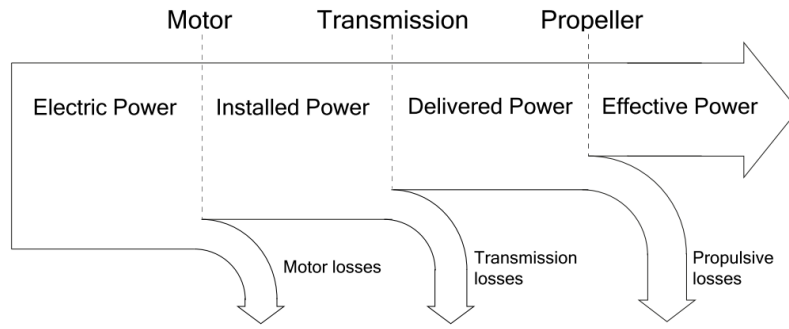 Motor Transmission Propeller
Electric Power Installed Power Delivered Power Effective Power
Motor losses
Transmission
losses
Propulsive
losses